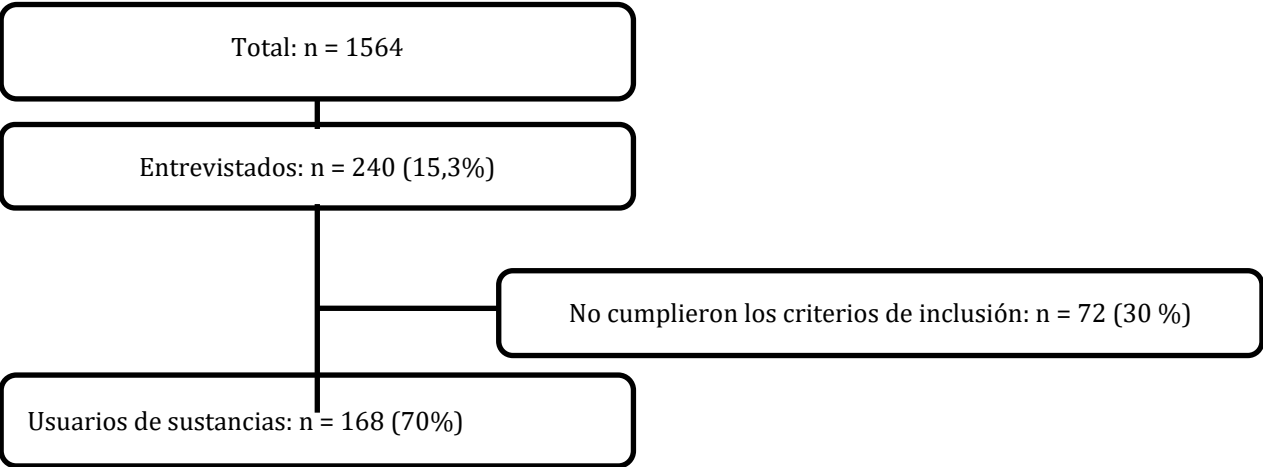 Total: n = 1564
Entrevistados: n = 240 (15,3%)
No cumplieron los criterios de inclusión: n = 72 (30 %)
Usuarios de sustancias: n = 168 (70%)